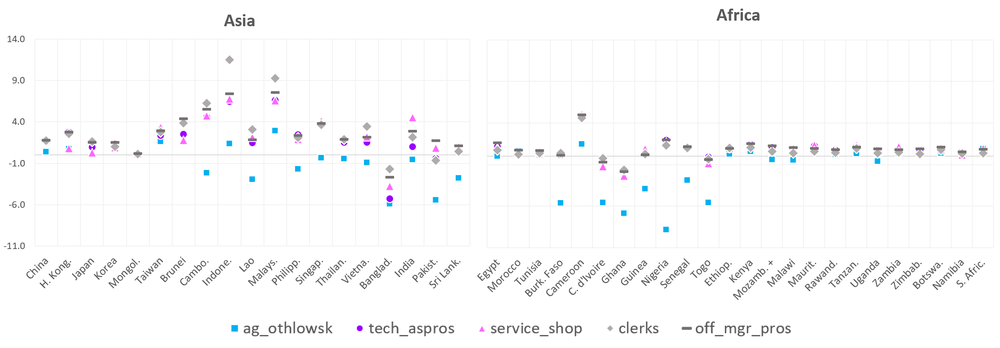 Asia
Africa
14.0
9.0
4.0
-1.0
-6.0
-11.0
China
H. Kong.
Japan
Korea
Mongol.
Taiwan
Brunei
Cambo.
Indone.
Lao
Malays.
Philipp.
Singap.
Thailan.
Vietna.
Banglad.
India
Pakist.
Sri Lank.
Egypt
Morocco
Tunisia
Burk. Faso
Cameroon
C. d'Ivoire
Ghana
Guinea
Nigeria
Senegal
Togo
Ethiop.
Kenya
Mozamb. +
Malawi
Maurit.
Rawand.
Tanzan.
Uganda
Zambia
Zimbab.
Botswa.
Namibia
S. Afric.
ag_othlowsk tech_aspros service_shop clerks off_mgr_pros